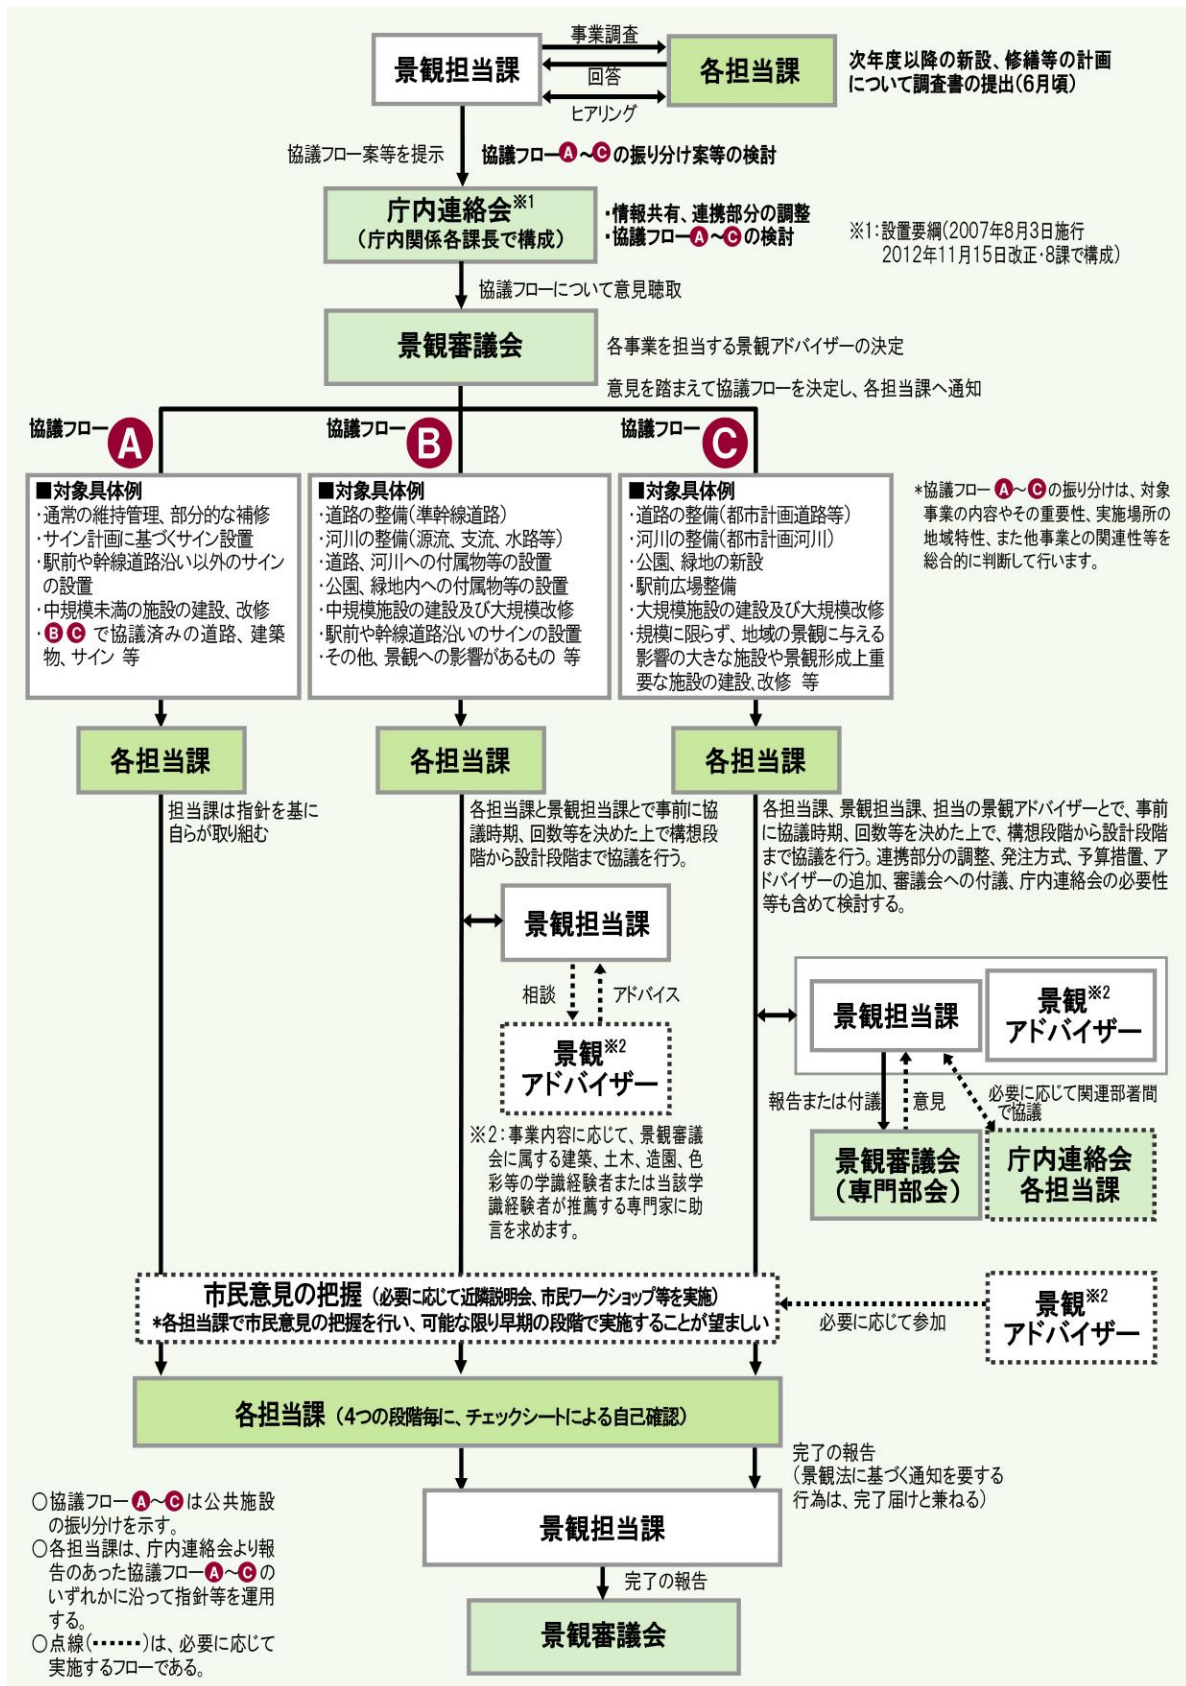 事業調査
景観担当課
回答
各担当課
ヒアリング
次年度以降の新設、修繕等の計画
について調査書の提出(6月頃)
協議フロー案等を提示
協議フローA～Cの振り分け案等の検討
庁内連絡会※1
(庁内関係各課長で構成)
・情報共有、連携部分の調整
・協議フローA～Cの検討
※1：設置要綱(2007年8月3日施行
2012年11月15日改正・8課で構成)
協議フローについて意見聴取
景観審議会
各事業を担当する景観アドバイザーの決定
意見を踏まえて協議フローを決定し、各担当課へ通知
協議フロー A
■対象具体例
・通常の維持管理、部分的な補修
・サイン計画に基づくサイン設置
・駅前や幹線道路沿い以外のサイン
の設置
・中規模未満の施設の建設、改修
・B C で協議済みの道路、建築
物、サイン 等
協議フロー B
■対象具体例
・道路の整備(準幹線道路)
・河川の整備(源流、支流、水路等)
・道路、河川への付属物等の設置
・公園、緑地内への付属物等の設置
・中規模施設の建設及び大規模改修
・駅前や幹線道路沿いのサインの設置
・その他、景観への影響があるもの 等
協議フロー C
■対象具体例
・道路の整備(都市計画道路等)
・河川の整備(都市計画河川)
・公園、緑地の新設
・駅前広場整備
・大規模施設の建設及び大規模改修
・規模に限らず、地域の景観に与える
影響の大きな施設や景観形成上重
要な施設の建設、改修 等
*協議フロー A～C の振り分けは、対象
事業の内容やその重要性、実施場所の
地域特性、また他事業との関連性等を
総合的に判断して行います。
各担当課
担当課は指針を基に
自らが取り組む
各担当課
各担当課と景観担当課とで事前に協
議時期、回数等を決めた上で構想段
階から設計段階まで協議を行う。
各担当課
各担当課、景観担当課、担当の景観アドバイザーとで、事前
に協議時期、回数等を決めた上で、構想段階から設計段階
まで協議を行う。連携部分の調整、発注方式、予算措置、ア
ドバイザーの追加、審議会への付議、庁内連絡会の必要性
等も含めて検討する。
景観担当課
相談
アドバイス
景観※2
アドバイザー
※2：事業内容に応じて、景観審議
会に属する建築、土木、造園、色
彩等の学識経験者または当該学
識経験者が推薦する専門家に助
言を求めます。
景観担当課
景観※2
アドバイザー
報告または付議
意見
必要に応じて関連部署間
で協議
景観審議会
(専門部会)
庁内連絡会
各担当課
市民意見の把握 (必要に応じて近隣説明会、市民ワークショップ等を実施)
*各担当課で市民意見の把握を行い、可能な限り早期の段階で実施することが望ましい
必要に応じて参加
景観※2
アドバイザー
各担当課 (4つの段階毎に、チェックシートによる自己確認)
完了の報告
(景観法に基づく通知を要する
行為は、完了届けと兼ねる)
景観担当課
完了の報告
景観審議会
○協議フローA～Cは公共施設
の振り分けを示す。
○各担当課は、庁内連絡会より報
告のあった協議フローA～Cの
いずれかに沿って指針等を運用
する。
○点線(‥‥‥)は、必要に応じて
実施するフローである。